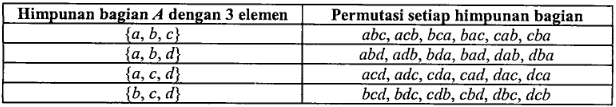 Himpunan bagian A dengan 3 elemen Permutasi setiap himpunan bagian
{a, b, c} abc, acb, bca, bac, cab, cba
{a, b, d} abd, adb, bda, bad, dab, dba
{a, c, d} acd, adc, cda, cad, dac, dca
{b, c, d} bcd, bdc, cdb, cbd, dbc, dcb